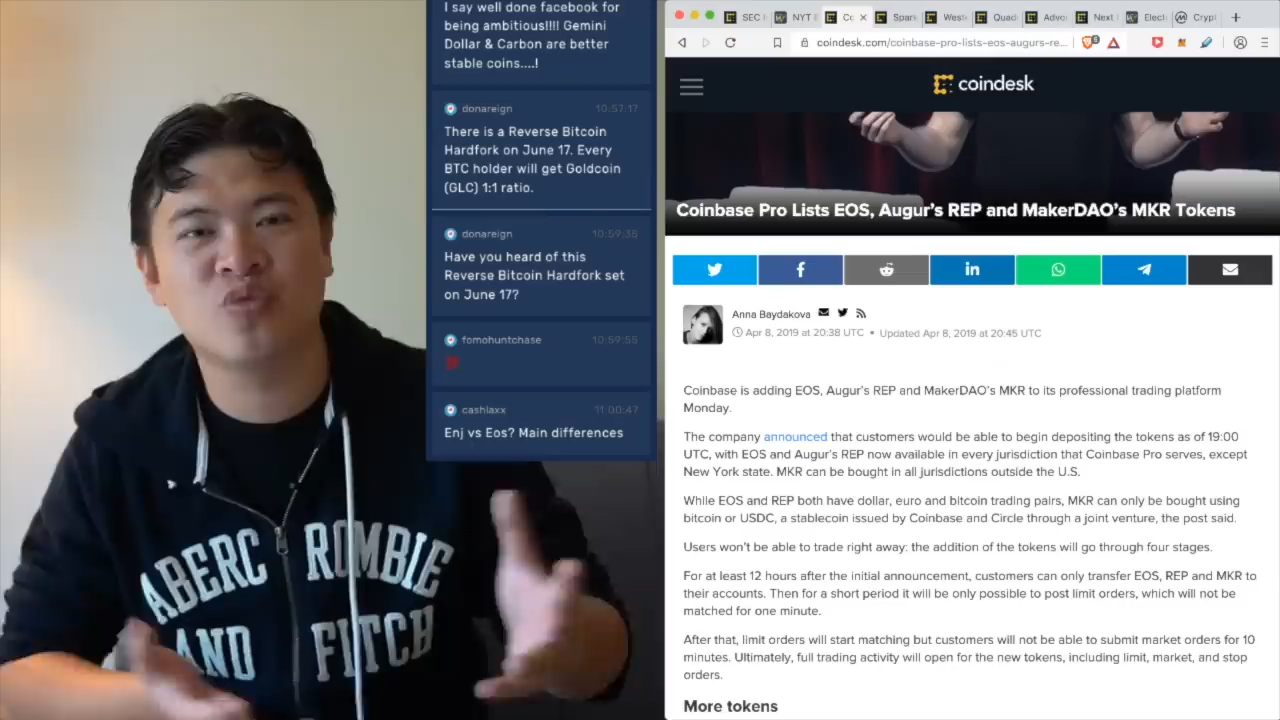 I say well done facebook for
being ambitious!!!! Gemini
Dollar & Carbon are better
stable coins....!
donareign 10:57:17
There is a Reverse Bitcoin
Hardfork on June 17. Every
BTC holder will get Goldcoin
(GLC) 1:1 ratio.
donareign 10:59:35
Have you heard of this
Reverse Bitcoin Hardfork set
on June 17?
fomohuntchase 10:59:55
cashlaxx 11:00:47
Enj vs Eos? Main differences
ABERC ROMBIE
AND FITCH
SEC
NYT
Co
Spark
West
Quad
Advo
Next
Elect
Crypt
coindesk.com/coinbase-pro-lists-eos-augurs-re...
coindesk
Coinbase Pro Lists EOS, Augur's REP and MakerDAO's MKR Tokens
Anna Baydakova
Apr 8, 2019 at 20:38 UTC • Updated Apr 8, 2019 at 20:45 UTC
Coinbase is adding EOS, Augur's REP and MakerDAO's MKR to its professional trading platform
Monday.
The company announced that customers would be able to begin depositing the tokens as of 19:00
UTC, with EOS and Augur's REP now available in every jurisdiction that Coinbase Pro serves, except
New York state. MKR can be bought in all jurisdictions outside the U.S.
While EOS and REP both have dollar, euro and bitcoin trading pairs, MKR can only be bought using
bitcoin or USDC, a stablecoin issued by Coinbase and Circle through a joint venture, the post said.
Users won't be able to trade right away: the addition of the tokens will go through four stages.
For at least 12 hours after the initial announcement, customers can only transfer EOS, REP and MKR to
their accounts. Then for a short period it will be only possible to post limit orders, which will not be
matched for one minute.
After that, limit orders will start matching but customers will not be able to submit market orders for 10
minutes. Ultimately, full trading activity will open for the new tokens, including limit, market, and stop
orders.
More tokens